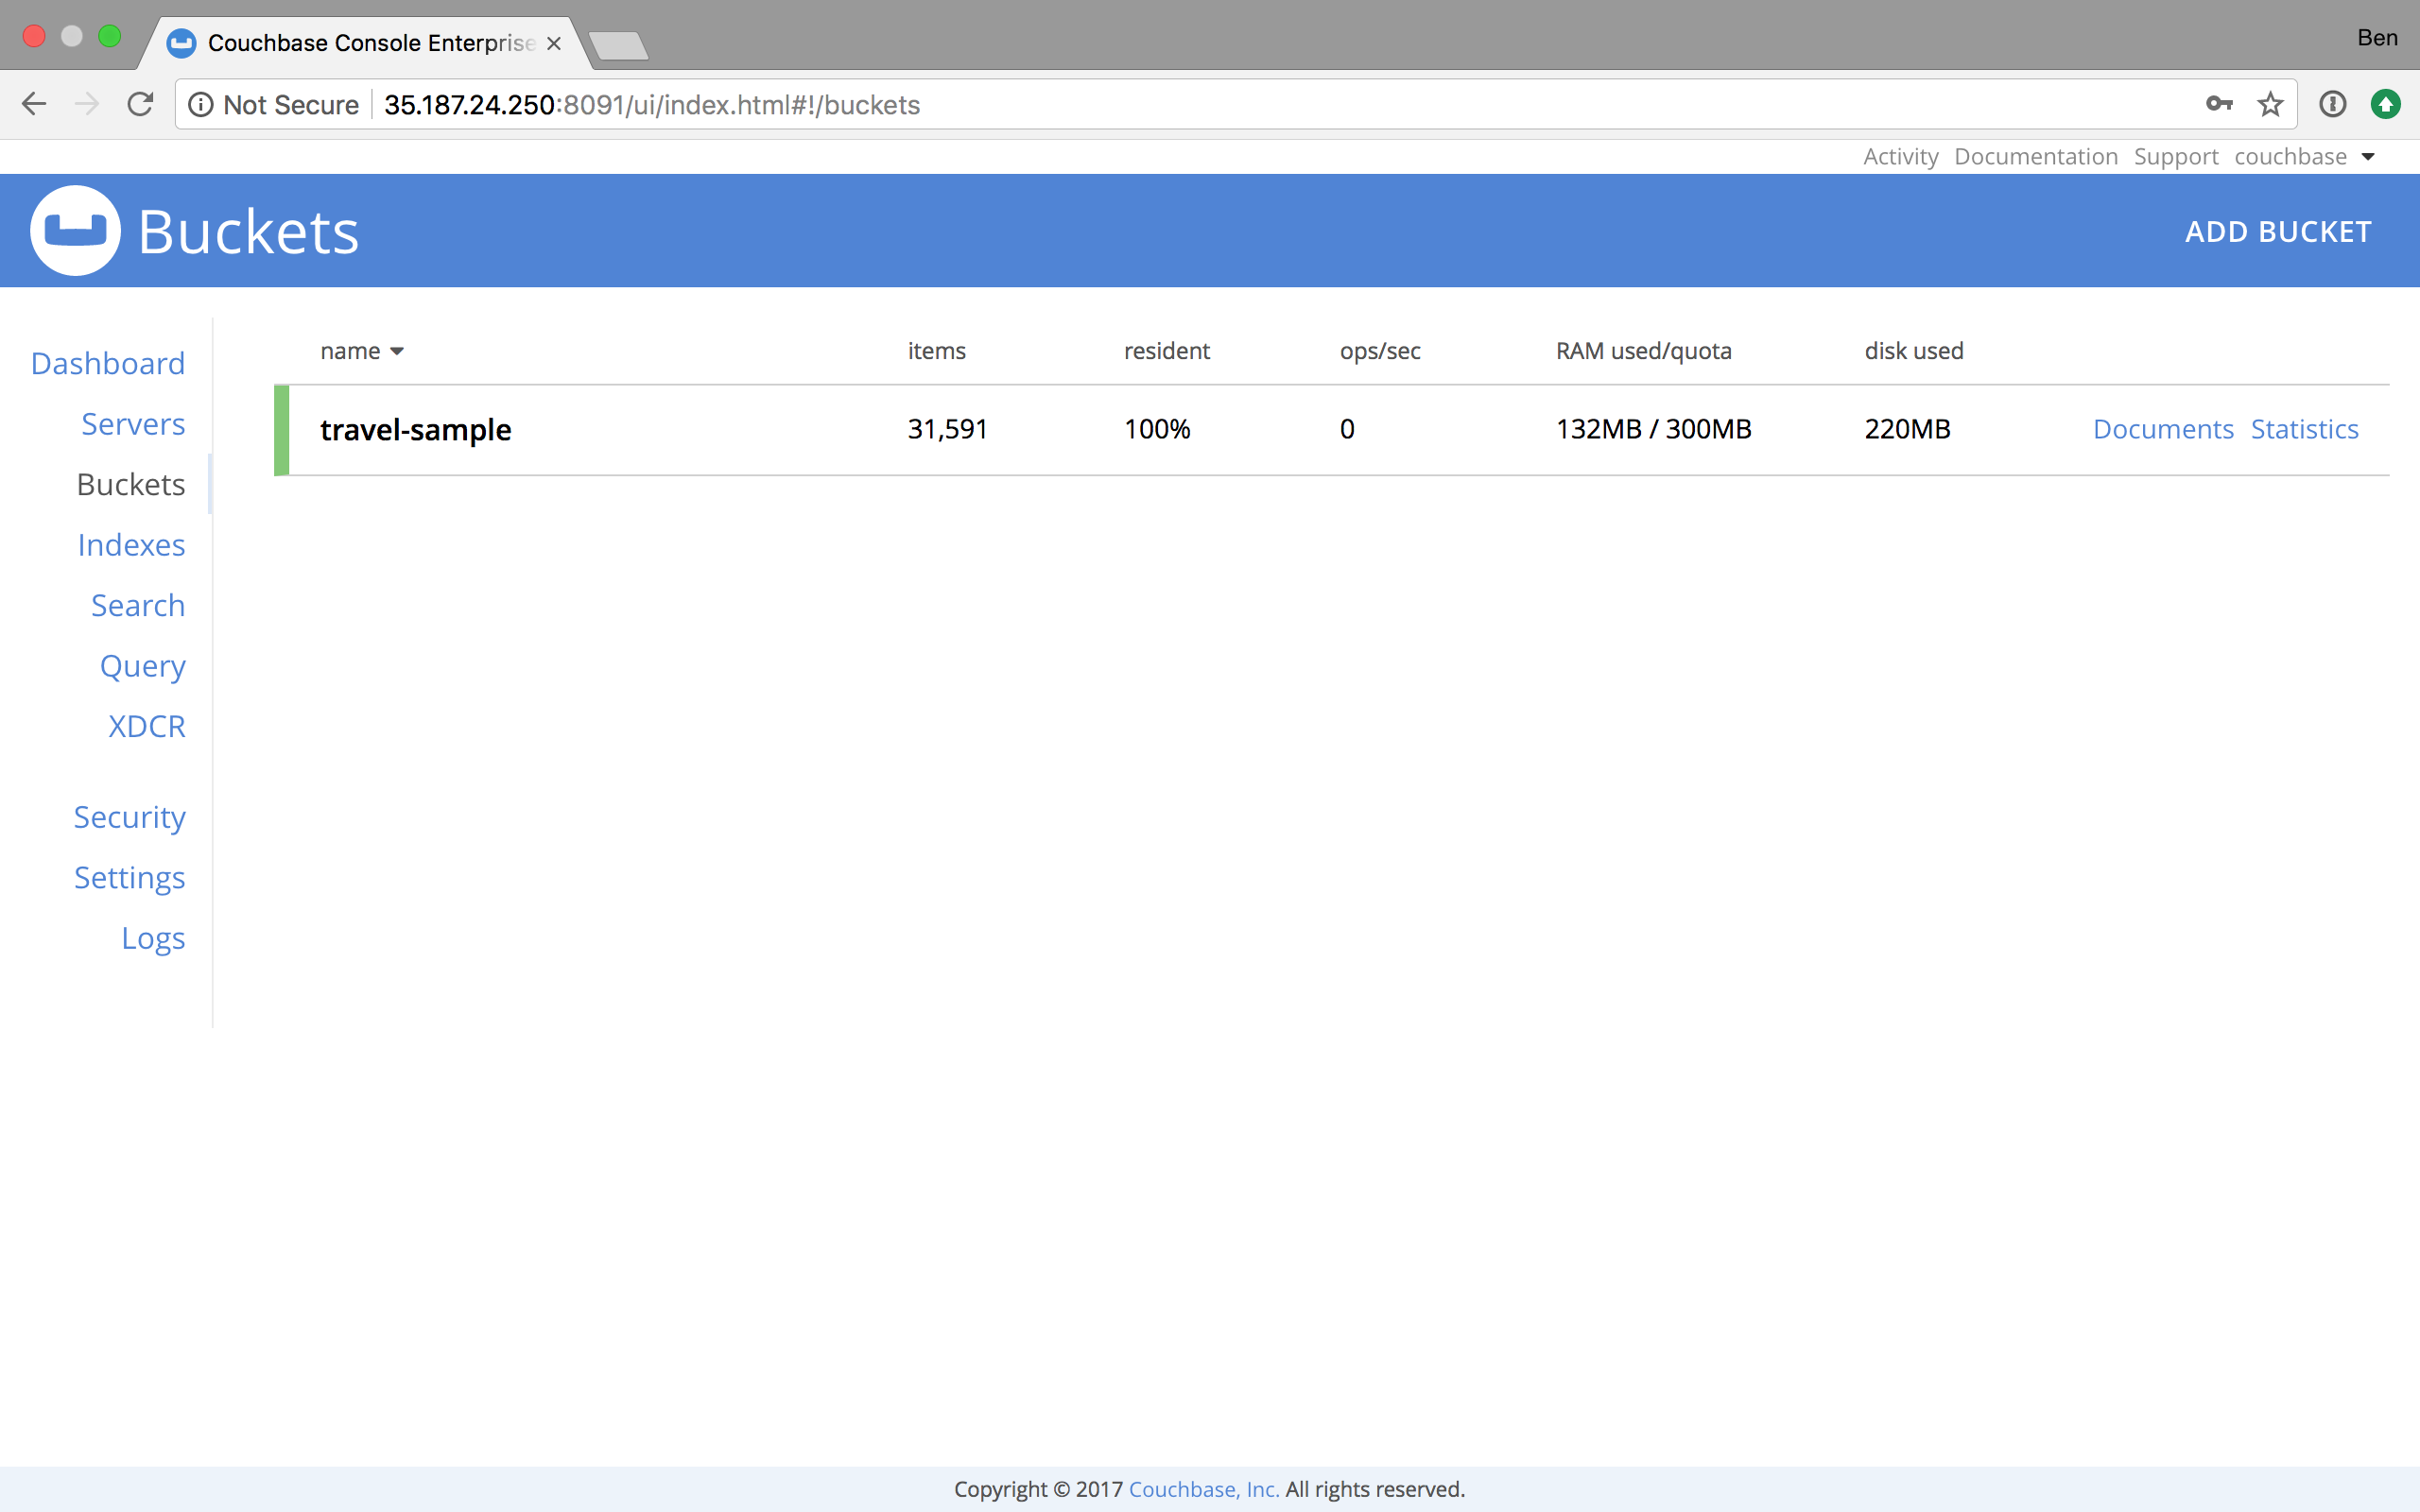 Couchbase Console Enterprise
Ben
Not Secure 35.187.24.250:8091/ui/index.html#!/buckets
Activity Documentation Support couchbase
Buckets
ADD BUCKET
name items resident ops/sec RAM used/quota disk used
travel-sample 31,591 100% 0 132MB / 300MB 220MB Documents Statistics
Dashboard
Servers
Buckets
Indexes
Search
Query
XDCR
Security
Settings
Logs
Copyright © 2017 Couchbase, Inc. All rights reserved.